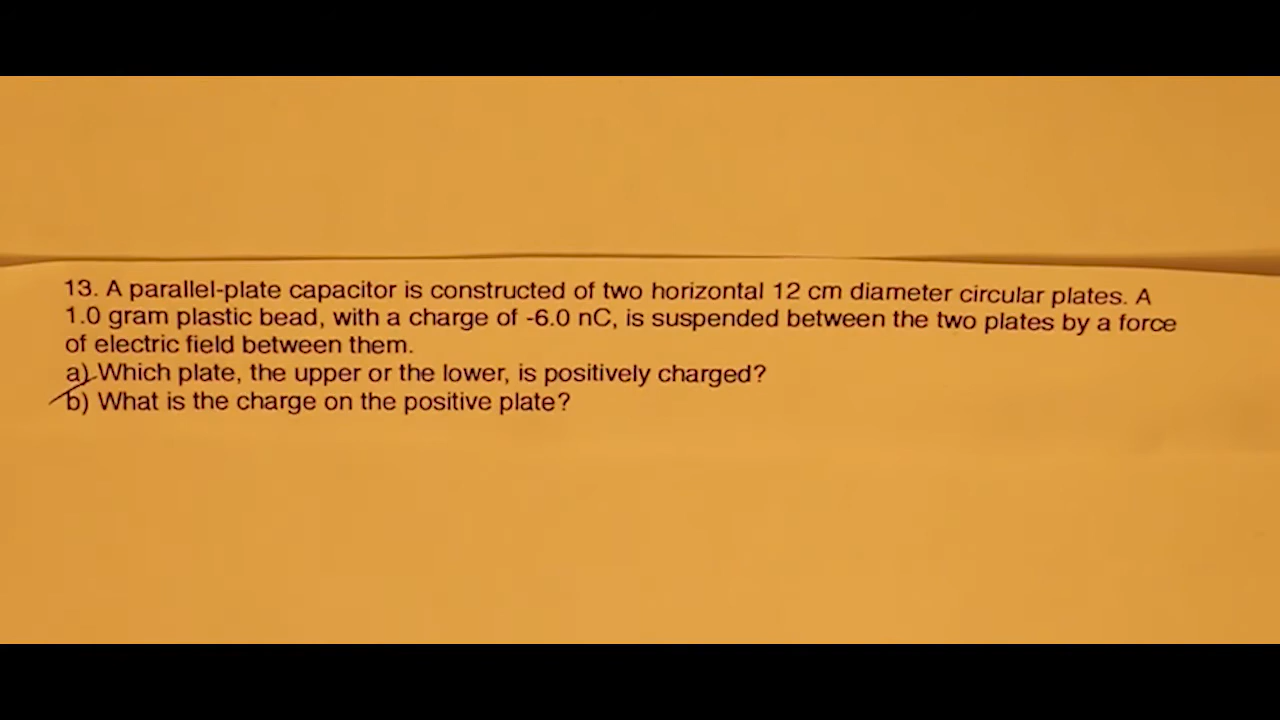 13. A parallel-plate capacitor is constructed of two horizontal 12 cm diameter circular plates. A
1.0 gram plastic bead, with a charge of -6.0 nC, is suspended between the two plates by a force
of electric field between them.
a) Which plate, the upper or the lower, is positively charged?
b) What is the charge on the positive plate?